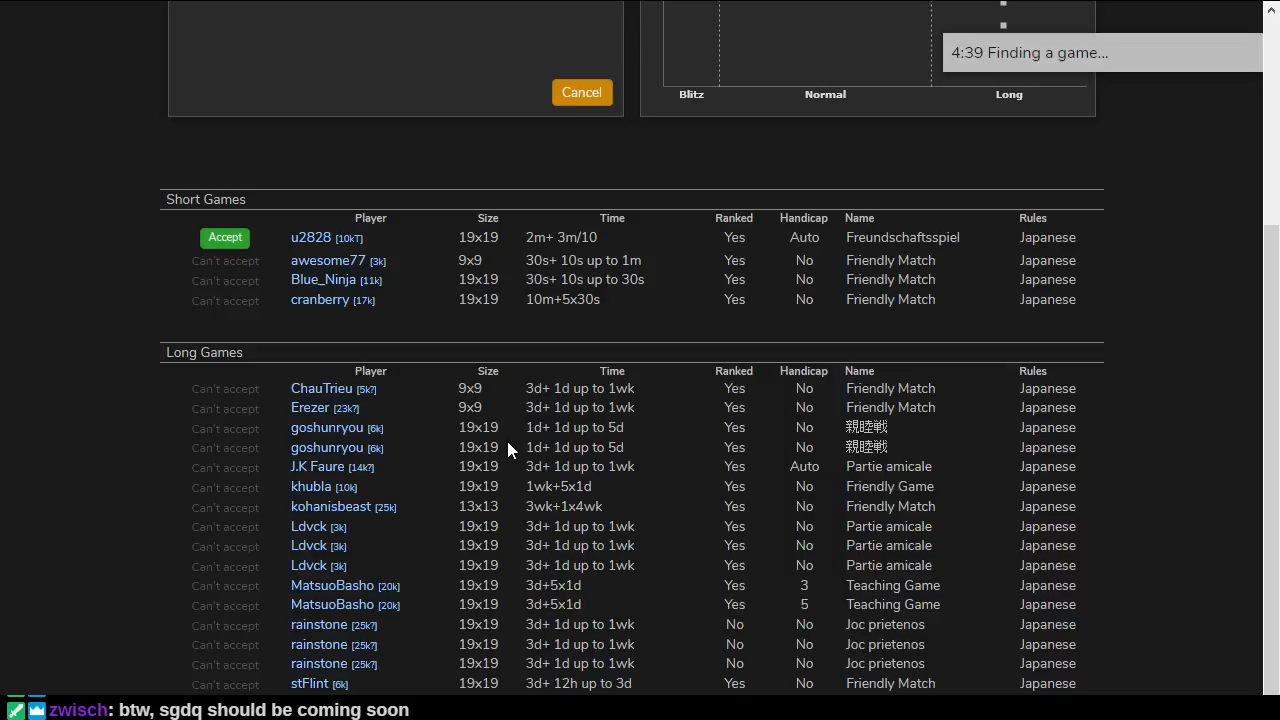 4:39 Finding a game...
Cancel
Blitz Normal Long
Short Games
Player Size Time Ranked Handicap Name Rules
Accept u2828 [10kT] 19x19 2m+ 3m/10 Yes Auto Freundschaftsspiel Japanese
Can't accept awesome77 [3k] 9x9 30s+ 10s up to 1m Yes No Friendly Match Japanese
Can't accept Blue_Ninja [11k] 19x19 30s+ 10s up to 30s Yes No Friendly Match Japanese
Can't accept cranberry [17k] 19x19 10m+5x30s Yes No Friendly Match Japanese
Long Games
Player Size Time Ranked Handicap Name Rules
Can't accept ChauTrieu [5k?] 9x9 3d+ 1d up to 1wk Yes No Friendly Match Japanese
Can't accept Erezer [23k?] 9x9 3d+ 1d up to 1wk Yes No Friendly Match Japanese
Can't accept goshunryou [6k] 19x19 1d+ 1d up to 5d Yes No 親睦戦 Japanese
Can't accept goshunryou [6k] 19x19 1d+ 1d up to 5d Yes No 親睦戦 Japanese
Can't accept J.K Faure [14k?] 19x19 3d+ 1d up to 1wk Yes Auto Partie amicale Japanese
Can't accept khubla [10k] 19x19 1wk+5x1d Yes No Friendly Game Japanese
Can't accept kohanisbeast [25k] 13x13 3wk+1x4wk Yes No Friendly Match Japanese
Can't accept Ldvck [3k] 19x19 3d+ 1d up to 1wk Yes No Partie amicale Japanese
Can't accept Ldvck [3k] 19x19 3d+ 1d up to 1wk Yes No Partie amicale Japanese
Can't accept Ldvck [3k] 19x19 3d+ 1d up to 1wk Yes No Partie amicale Japanese
Can't accept MatsuoBasho [20k] 19x19 3d+5x1d Yes 3 Teaching Game Japanese
Can't accept MatsuoBasho [20k] 19x19 3d+5x1d Yes 5 Teaching Game Japanese
Can't accept rainstone [25k?] 19x19 3d+ 1d up to 1wk No No Joc prietenos Japanese
Can't accept rainstone [25k?] 19x19 3d+ 1d up to 1wk No No Joc prietenos Japanese
Can't accept rainstone [25k?] 19x19 3d+ 1d up to 1wk No No Joc prietenos Japanese
Can't accept stFlint [6k] 19x19 3d+ 12h up to 3d Yes No Friendly Match Japanese
zwisch: btw, sgdq should be coming soon